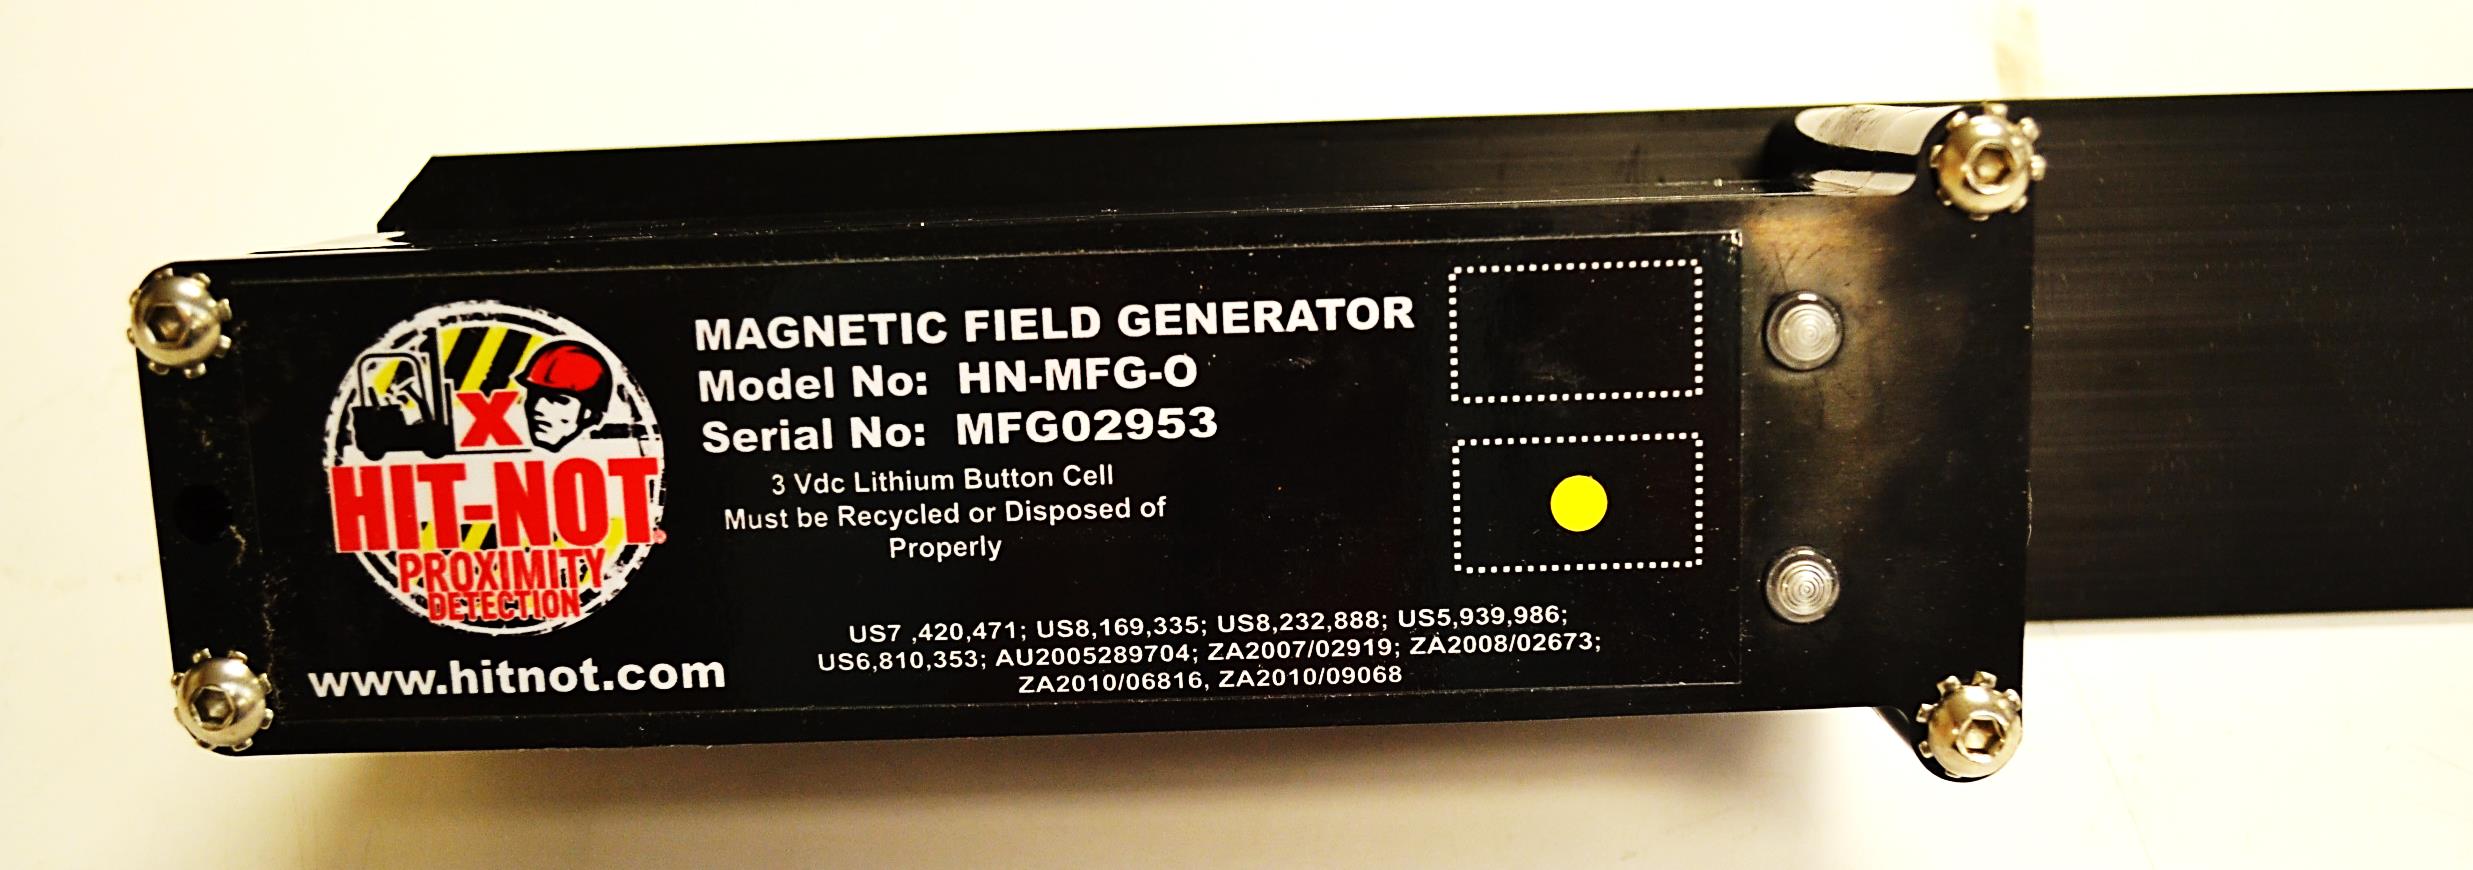 MAGNETIC FIELD GENERATOR
Model No: HN-MFG-O
Serial No: MFG02953
3 Vdc Lithium Button Cell
Must be Recycled or Disposed of
Properly
X
HIT-NOT®
PROXIMITY
DETECTION
www.hitnot.com
US7 ,420,471; US8,169,335; US8,232,888; US5,939,986;
US6,810,353; AU2005289704; ZA2007/02919; ZA2008/02673;
ZA2010/06816, ZA2010/09068